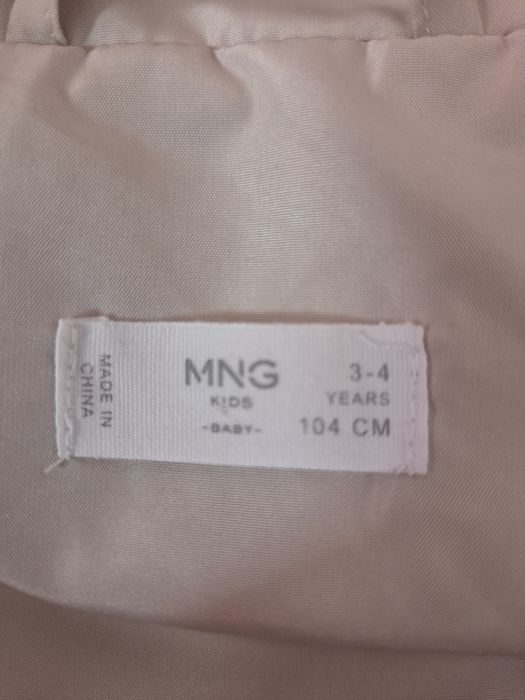 MADE IN
CHINA
MNG
KIDS
-BABY-
3-4
YEARS
104 CM